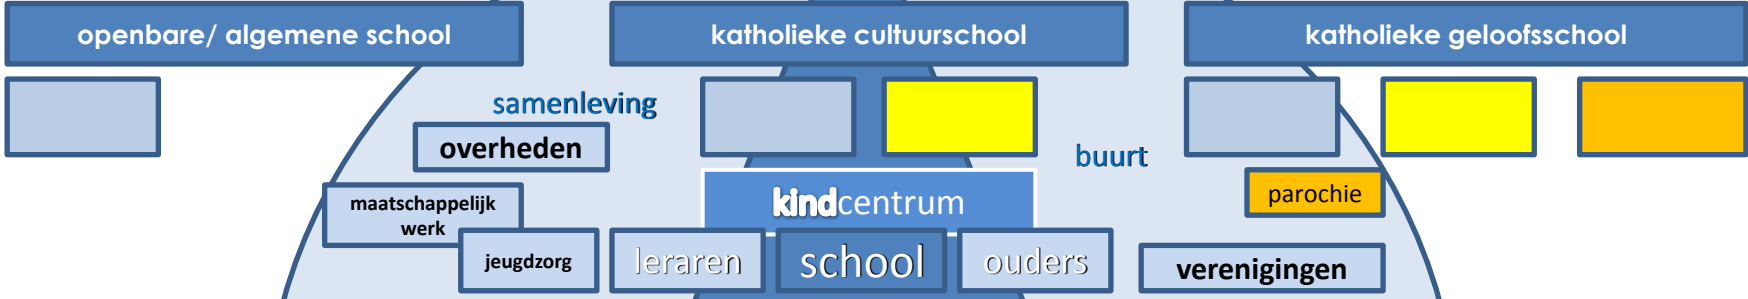 openbare/ algemene school
katholieke cultuurschool
katholieke geloofsschool
samenleving
overheden
buurt
maatschappelijk
werk
kindcentrum
parochie
jeugdzorg
leraren
school
ouders
verenigingen